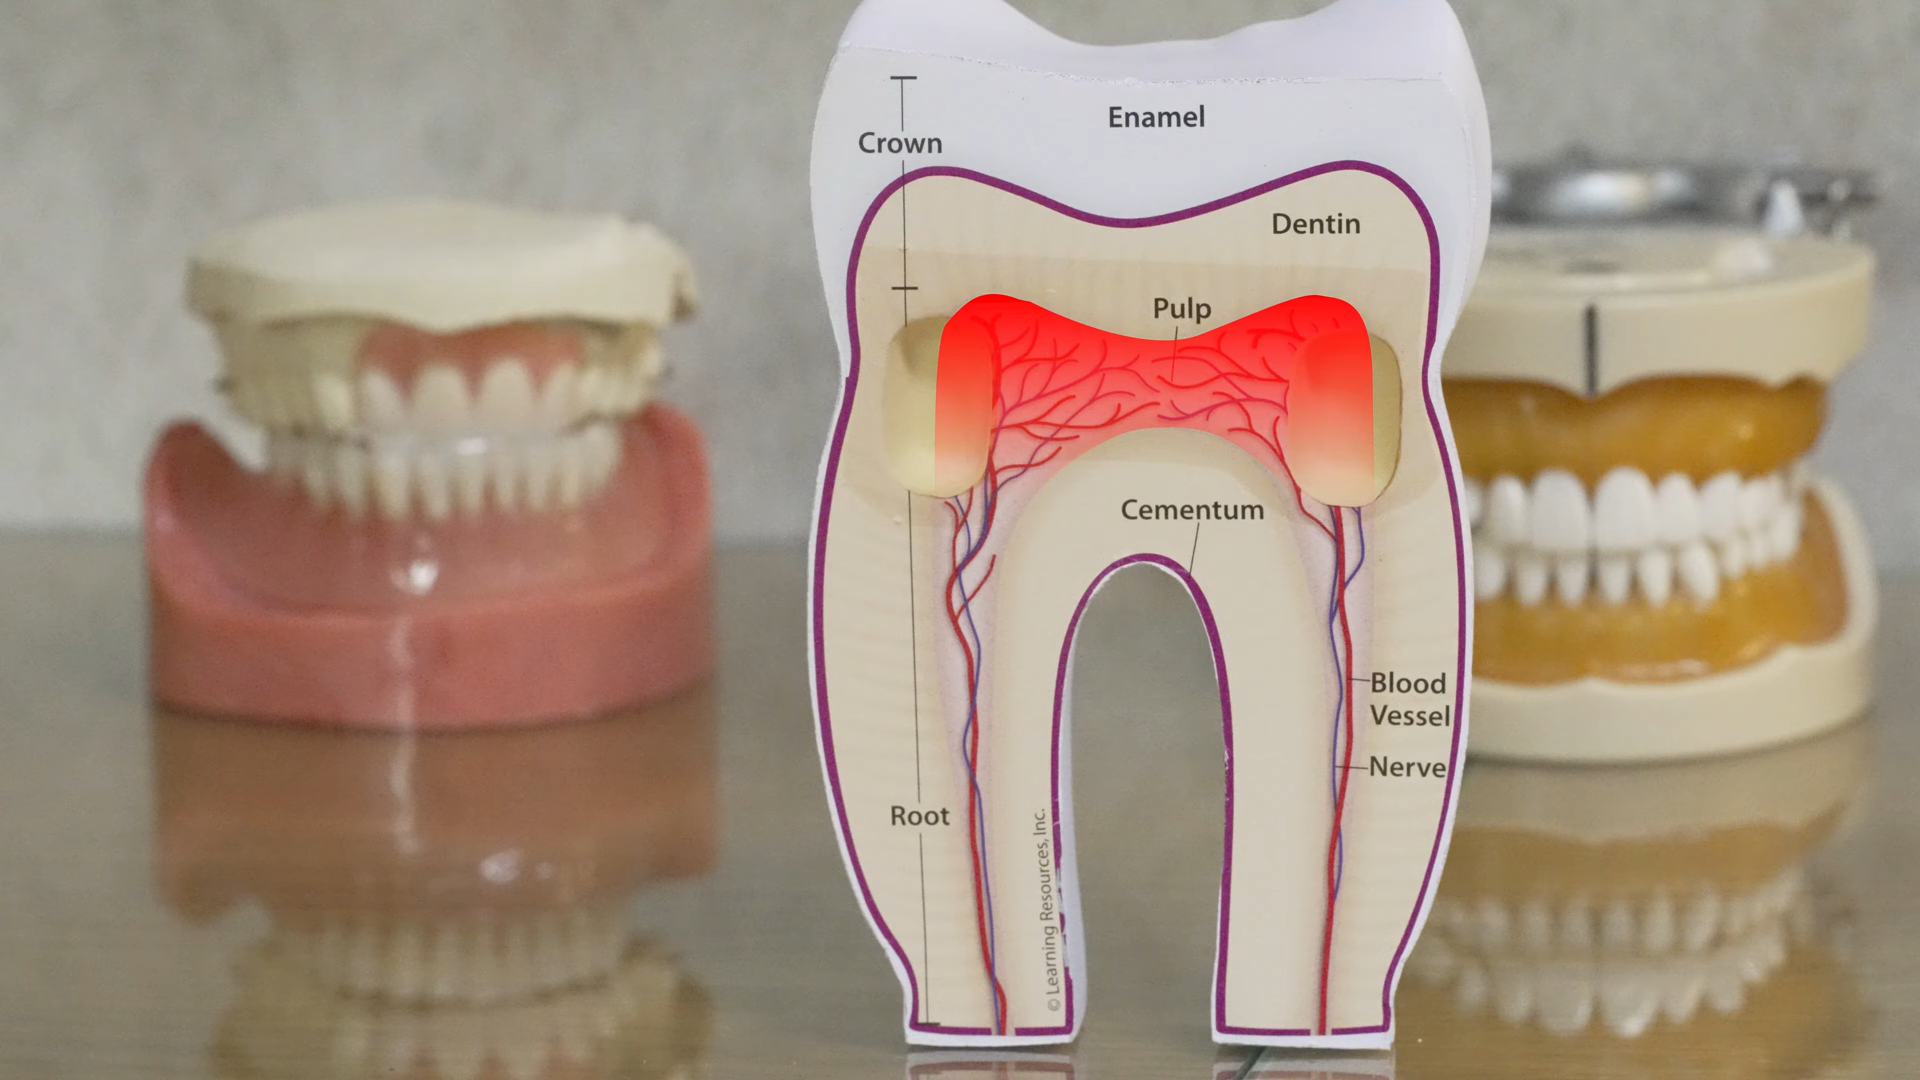 Enamel
Crown
Dentin
Pulp
Cementum
Blood
Vessel
Nerve
Root
© Learning Resources, Inc.